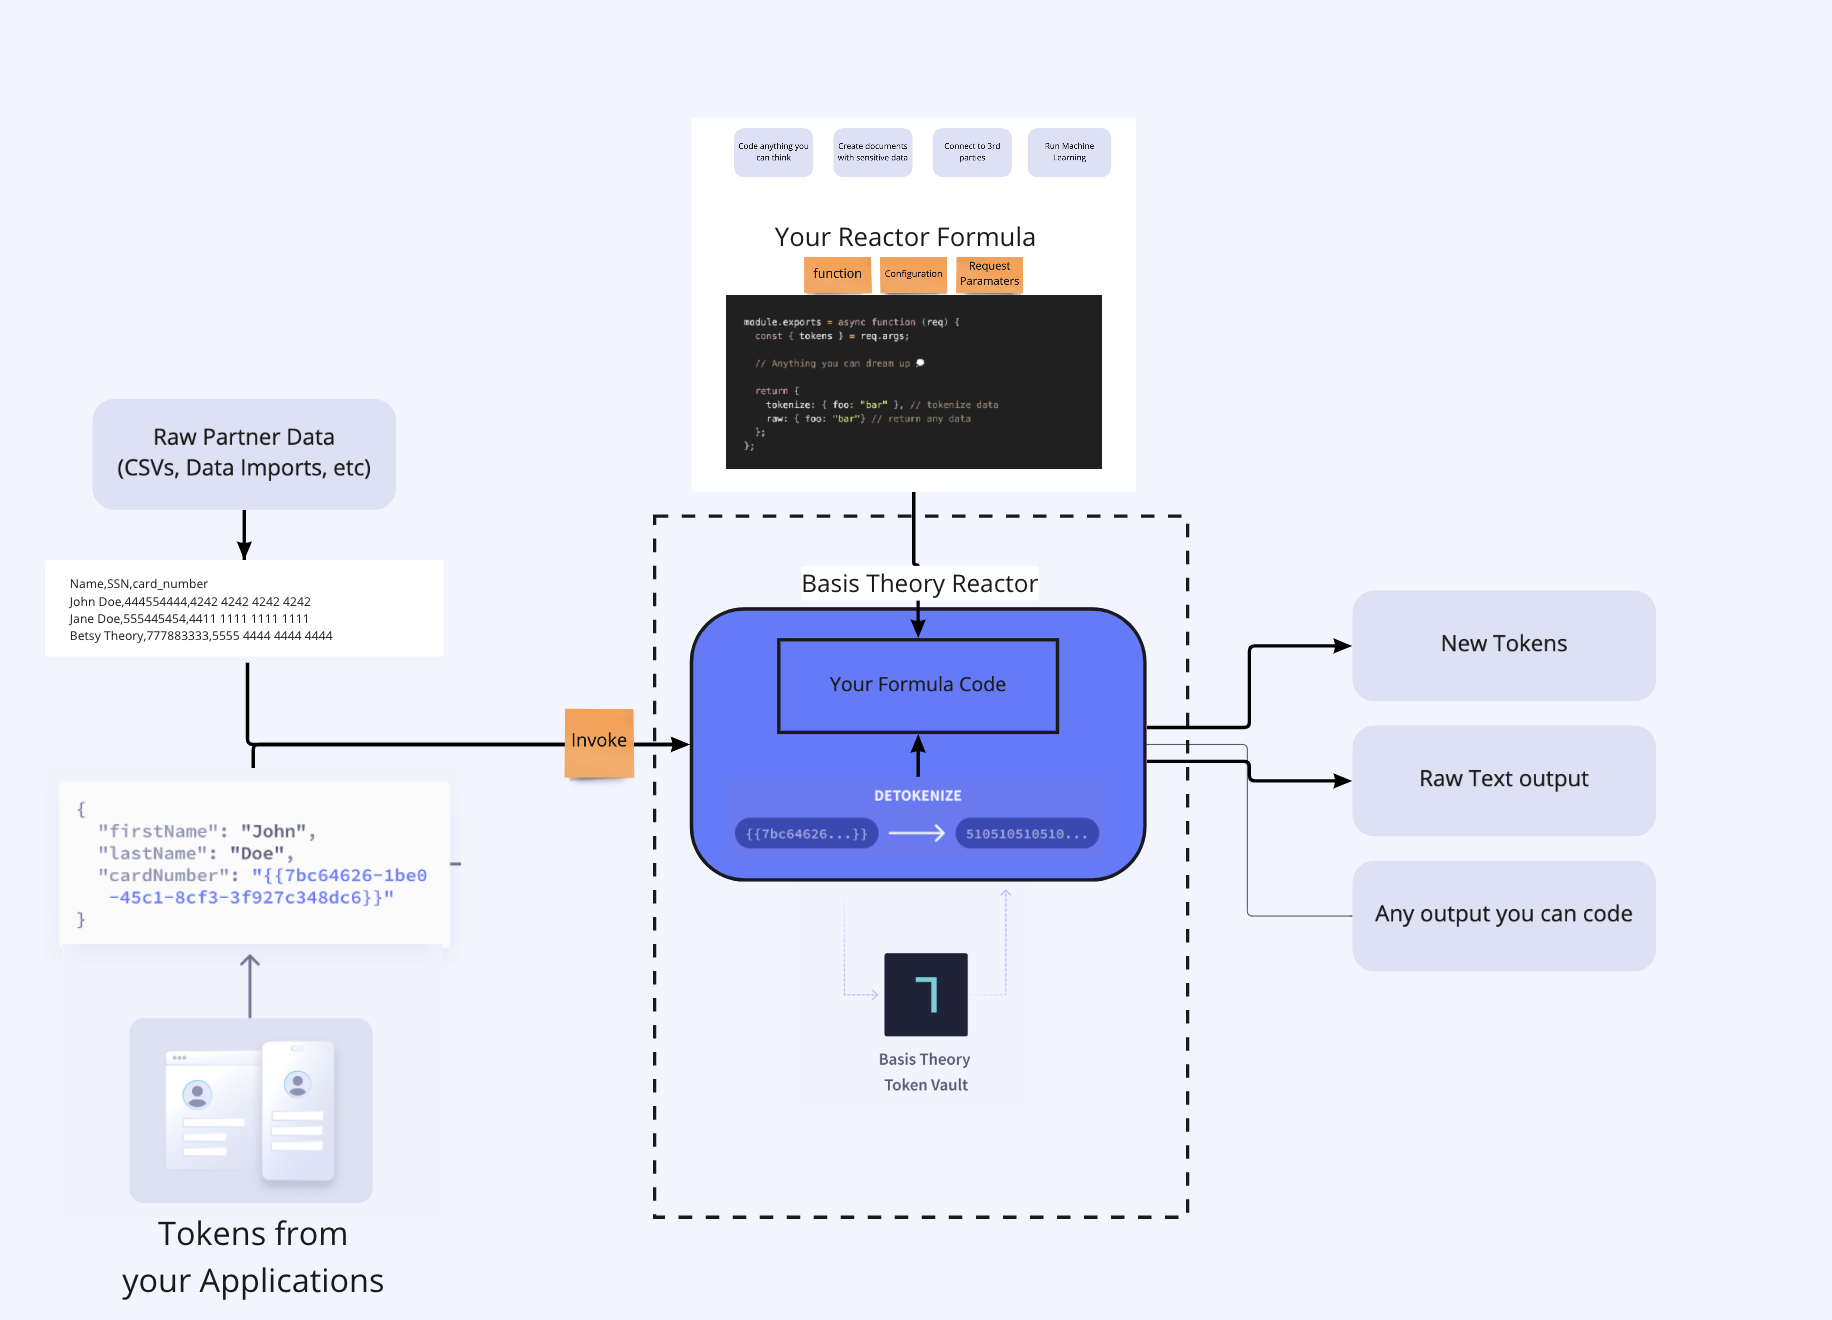 Code anything you
can think
Create documents
with sensitive data
Connect to 3rd
parties
Run Machine
Learning
Your Reactor Formula
function
Configuration
Request
Paramaters
module.exports = async function (req) {
const { tokens } = req.args;
// Anything you can dream up 💭
return {
tokenize: { foo: "bar" }, // tokenize data
raw: { foo: "bar"} // return any data
};
};
Raw Partner Data
(CSVs, Data Imports, etc)
Name,SSN,card_number
John Doe,444554444,4242 4242 4242 4242
Jane Doe,555445454,4411 1111 1111 1111
Betsy Theory,777883333,5555 4444 4444 4444
Invoke
{
"firstName": "John",
"lastName": "Doe",
"cardNumber": "{{7bc64626-1be0
-45c1-8cf3-3f927c348dc6}}"
}
Tokens from
your Applications
Basis Theory Reactor
Your Formula Code
DETOKENIZE
{{7bc64626...}}
510510510510...
Basis Theory
Token Vault
New Tokens
Raw Text output
Any output you can code